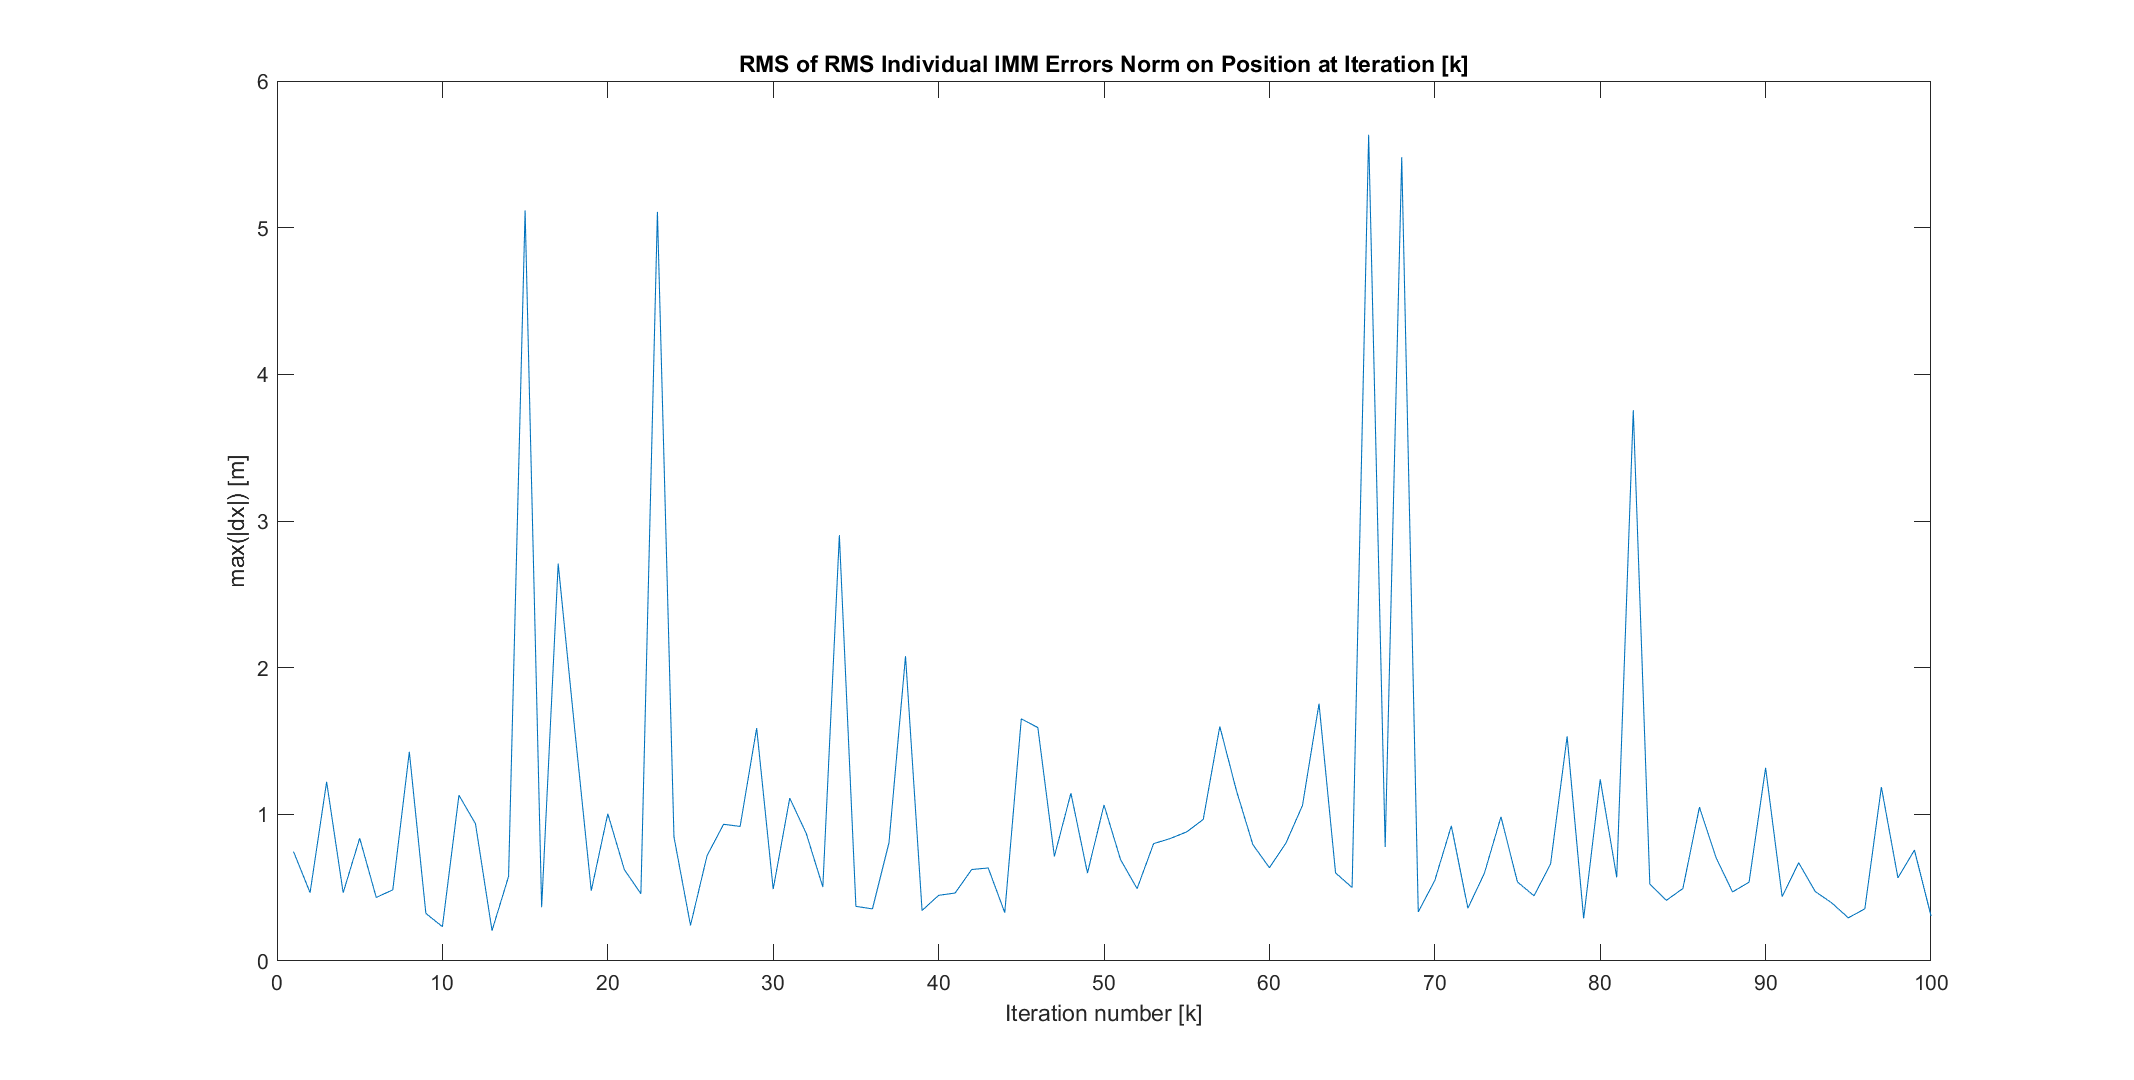 RMS of RMS Individual IMM Errors Norm on Position at Iteration [k]
6
5
4
3
2
1
0
max(|dx|) [m]
0 10 20 30 40 50 60 70 80 90 100
Iteration number [k]